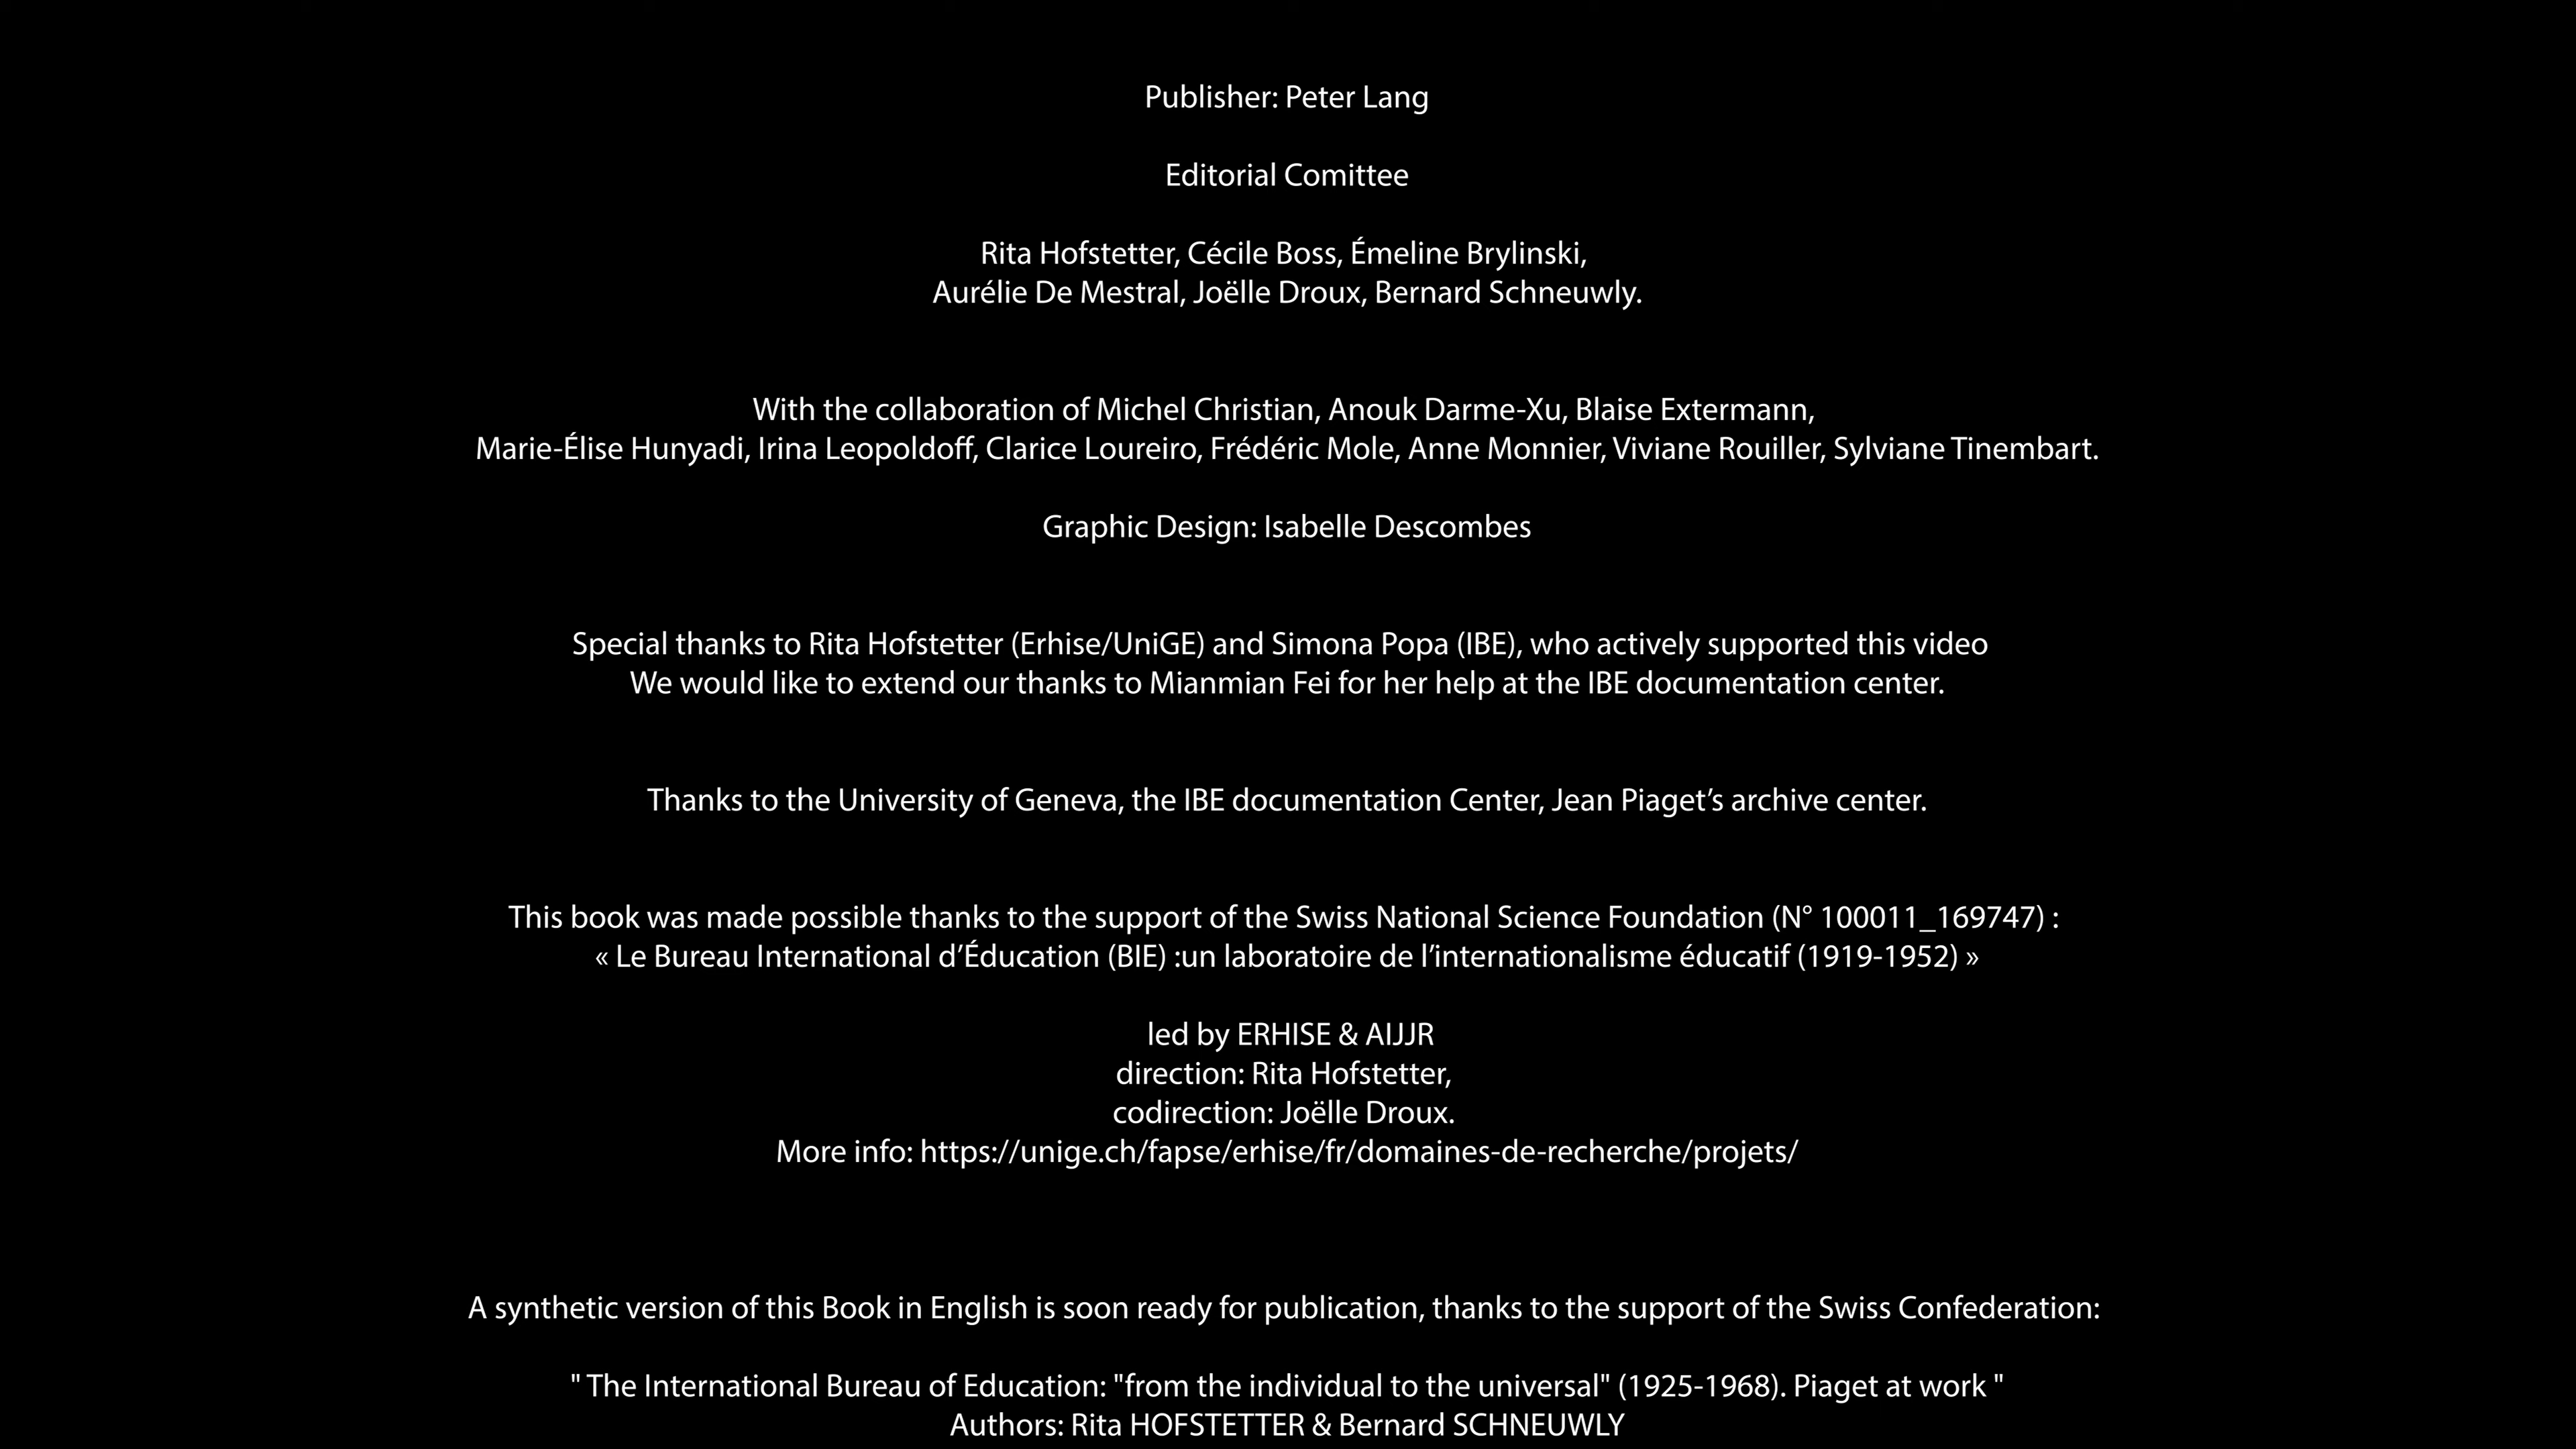 Publisher: Peter Lang
Editorial Comittee
Rita Hofstetter, Cécile Boss, Émeline Brylinski,
Aurélie De Mestral, Joëlle Droux, Bernard Schneuwly.
With the collaboration of Michel Christian, Anouk Darme-Xu, Blaise Extermann,
Marie-Élise Hunyadi, Irina Leopoldoff, Clarice Loureiro, Frédéric Mole, Anne Monnier, Viviane Rouiller, Sylviane Tinembart.
Graphic Design: Isabelle Descombes
Special thanks to Rita Hofstetter (Erhise/UniGE) and Simona Popa (IBE), who actively supported this video
We would like to extend our thanks to Mianmian Fei for her help at the IBE documentation center.
Thanks to the University of Geneva, the IBE documentation Center, Jean Piaget’s archive center.
This book was made possible thanks to the support of the Swiss National Science Foundation (N° 100011_169747) :
« Le Bureau International d’Éducation (BIE) :un laboratoire de l’internationalisme éducatif (1919-1952) »
led by ERHISE & AIJJR
direction: Rita Hofstetter,
codirection: Joëlle Droux.
More info: https://unige.ch/fapse/erhise/fr/domaines-de-recherche/projets/
A synthetic version of this Book in English is soon ready for publication, thanks to the support of the Swiss Confederation:
" The International Bureau of Education: "from the individual to the universal" (1925-1968). Piaget at work "
Authors: Rita HOFSTETTER & Bernard SCHNEUWLY